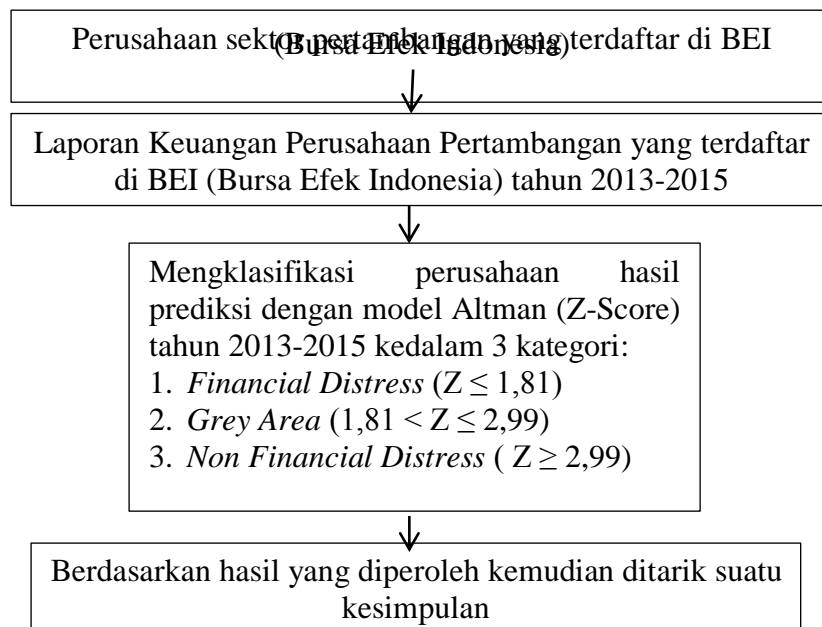 Perusahaan sektor pertambangan yang terdaftar di BEI
(Bursa Efek Indonesia)
Laporan Keuangan Perusahaan Pertambangan yang terdaftar
di BEI (Bursa Efek Indonesia) tahun 2013-2015
Mengklasifikasi perusahaan hasil
prediksi dengan model Altman (Z-Score)
tahun 2013-2015 kedalam 3 kategori:
1. Financial Distress (Z ≤ 1,81)
2. Grey Area (1,81 < Z ≤ 2,99)
3. Non Financial Distress ( Z ≥ 2,99)
Berdasarkan hasil yang diperoleh kemudian ditarik suatu
kesimpulan